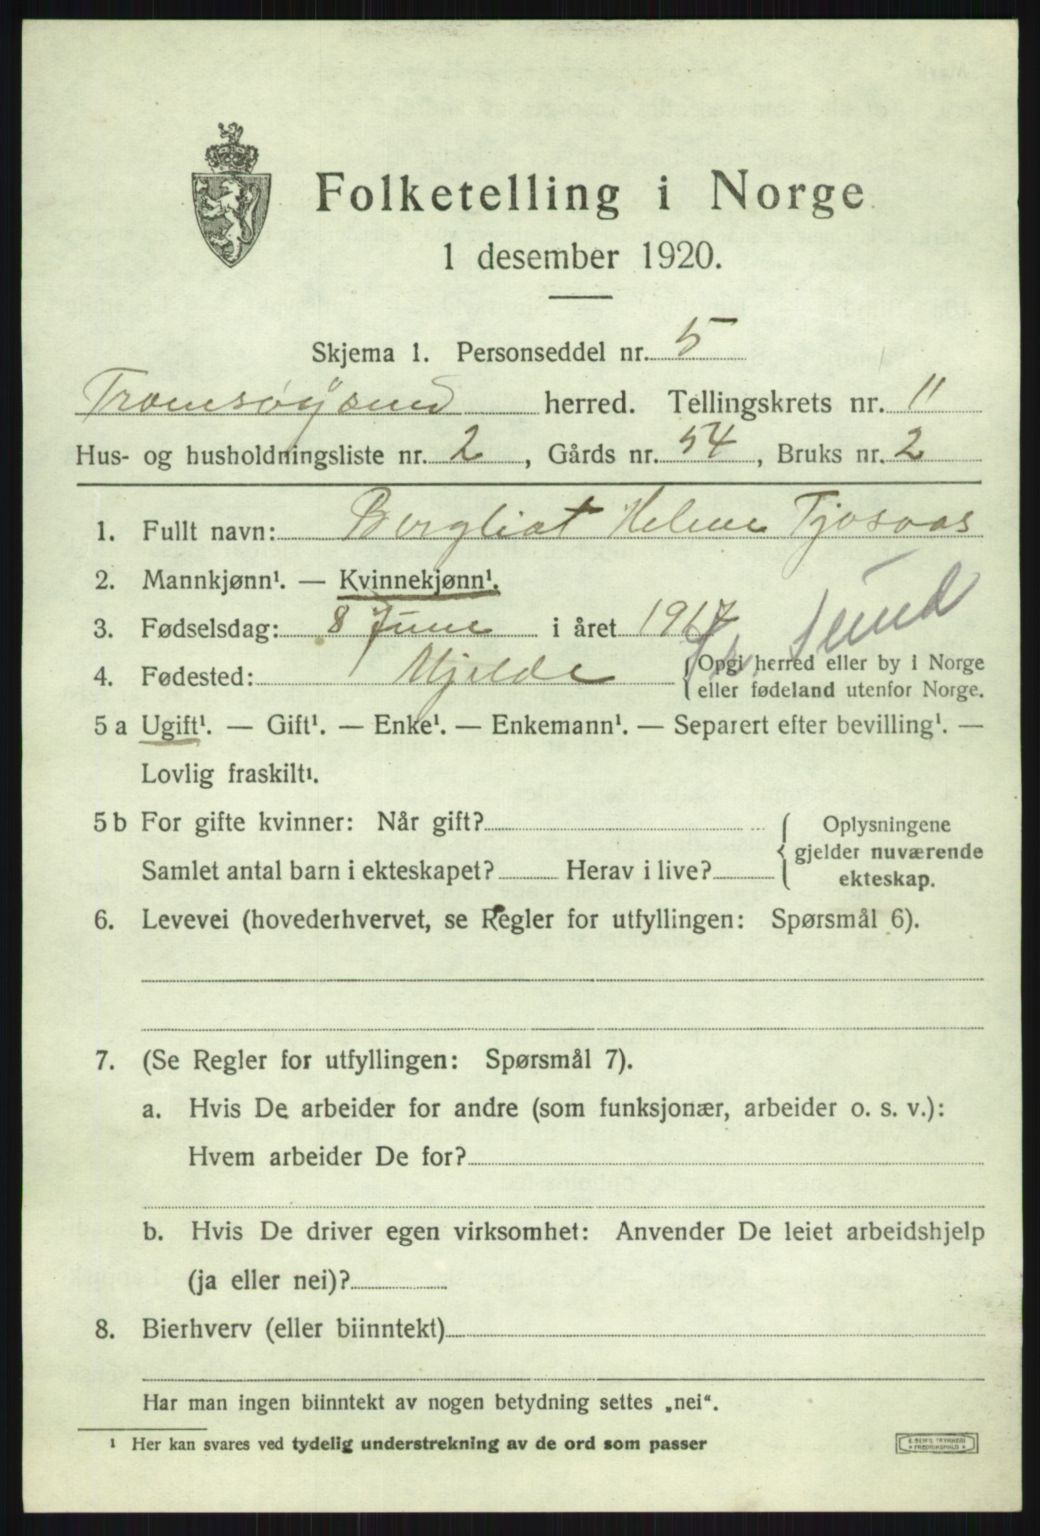 Folketelling i Norge
1 desember 1920.
Skjema 1. Personseddel nr. 5
Tromsøysund herred. Tellingskrets nr. 11
Hus- og husholdningsliste nr. 2, Gårds nr. 54, Bruks nr. 2
1. Fullt navn: Bergliot Helene Tjosaas
2. Mannkjønn¹. — Kvinnekjønn¹.
3. Fødselsdag: 8 June i året 1917
Tr. sund
4. Fødested: Mjelde (Opgi herred eller by i Norge
eller fødeland utenfor Norge.
5 a Ugift¹. — Gift¹. — Enke¹. — Enkemann¹. — Separert efter bevilling¹. —
Lovlig fraskilt¹.
5 b For gifte kvinner: Når gift? Oplysningene
gjelder nuværende
Samlet antal barn i ekteskapet? Herav i live? ekteskap.
6. Levevei (hovederhvervet, se Regler for utfyllingen: Spørsmål 6).
7. (Se Regler for utfyllingen: Spørsmål 7).
a. Hvis De arbeider for andre (som funksjonær, arbeider o. s. v.):
Hvem arbeider De for?
b. Hvis De driver egen virksomhet: Anvender De leiet arbeidshjelp
(ja eller nei)?
8. Bierhverv (eller biinntekt)
Har man ingen biinntekt av nogen betydning settes „nei“.
¹ Her kan svares ved tydelig understrekning av de ord som passer